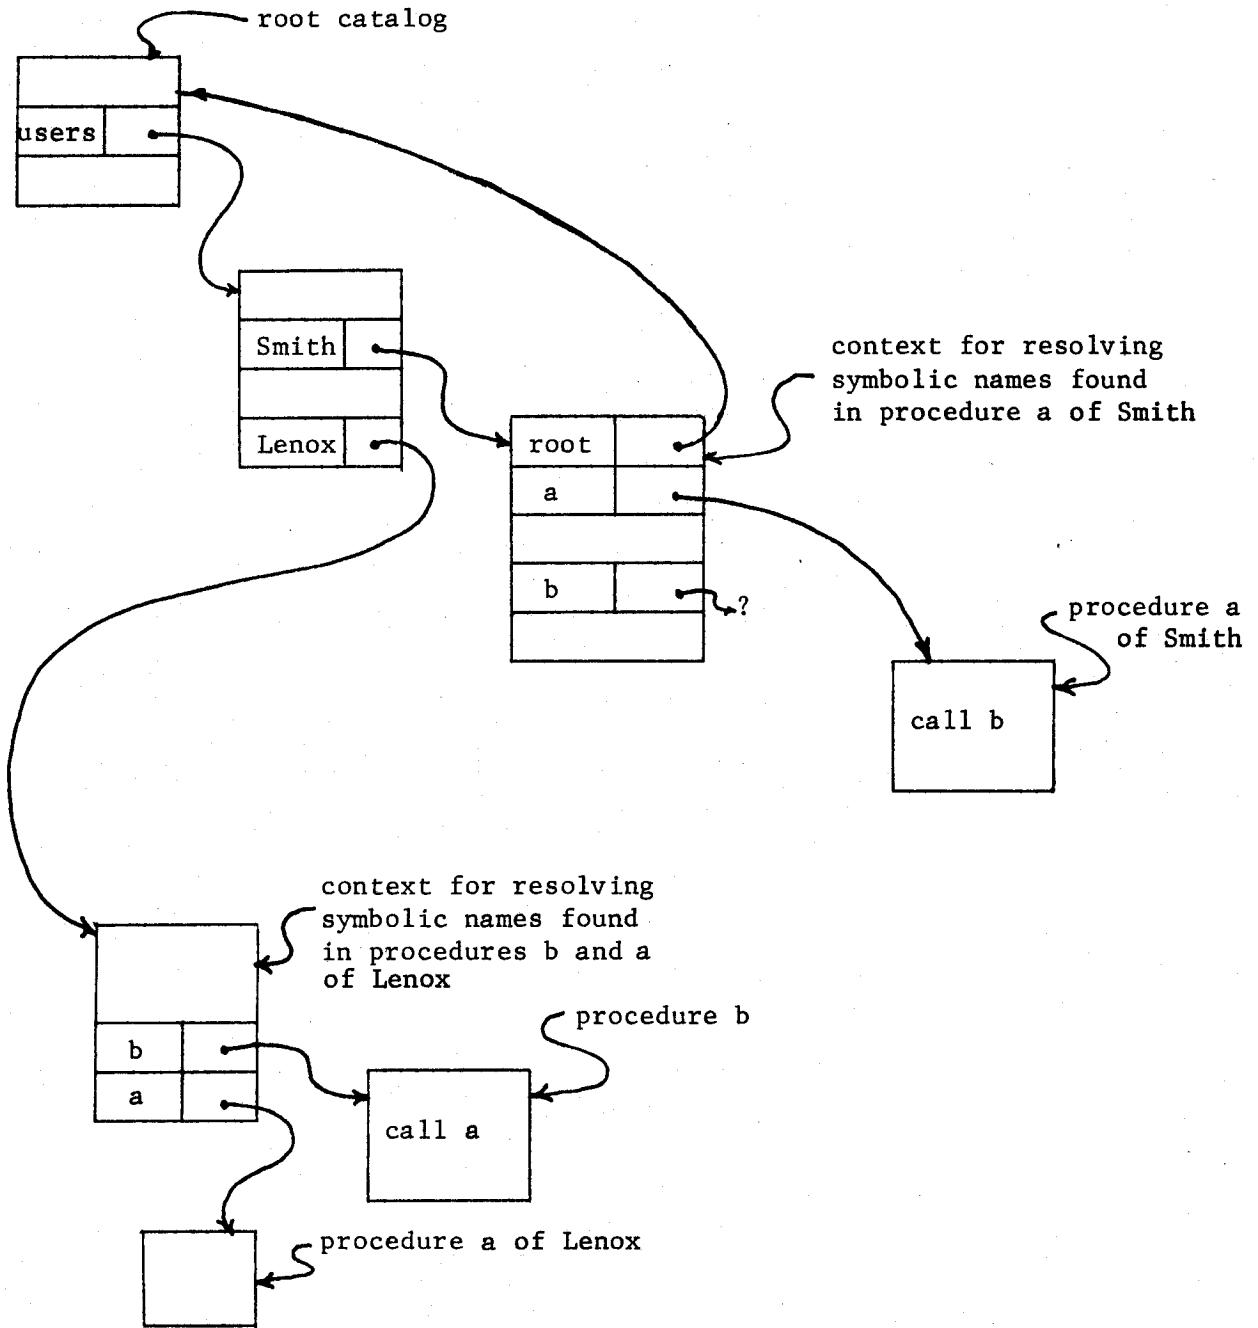 root catalog
users
Smith
Lenox
context for resolving
symbolic names found
in procedure a of Smith
root
a
b
?
procedure a
of Smith
call b
context for resolving
symbolic names found
in procedures b and a
of Lenox
b
a
procedure b
call a
procedure a of Lenox